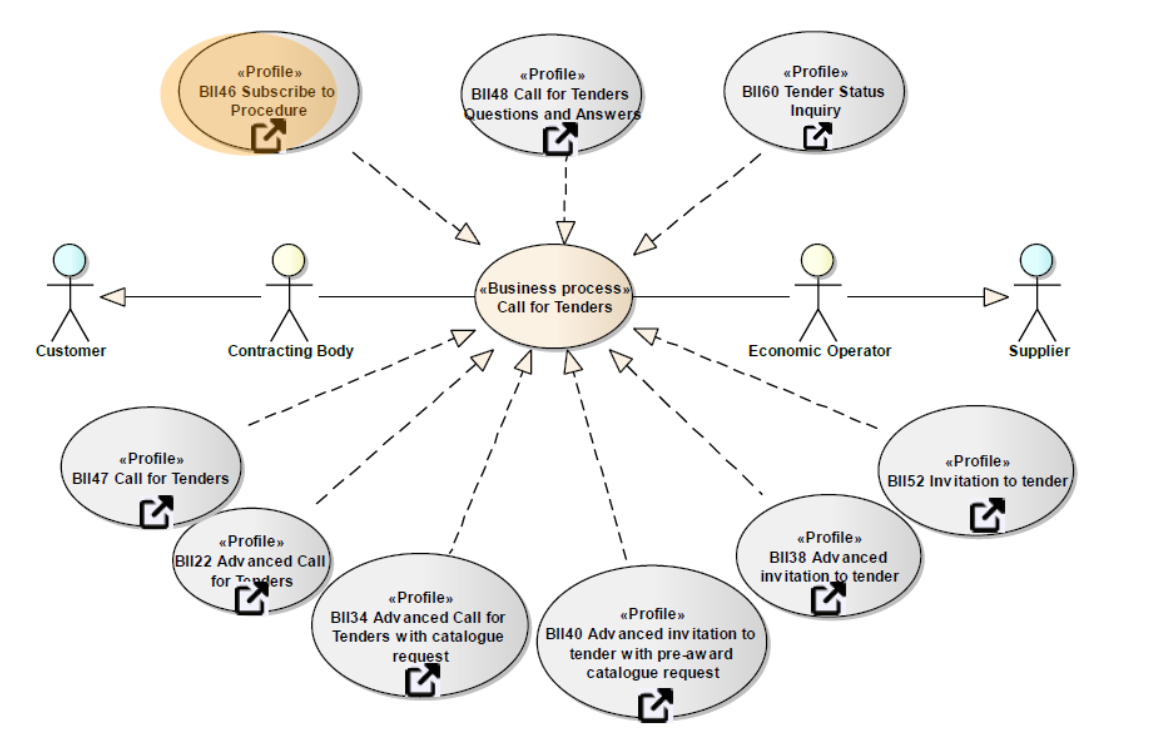 «Profile»
BII46 Subscribe to
Procedure
«Profile»
BII48 Call for Tenders
Questions and Answers
«Profile»
BII60 Tender Status
Inquiry
«Business process»
Call for Tenders
Customer
Contracting Body
Economic Operator
Supplier
«Profile»
BII47 Call for Tenders
«Profile»
BII22 Advanced Call
for Tenders
«Profile»
BII34 Advanced Call for
Tenders with catalogue
request
«Profile»
BII40 Advanced invitation to
tender with pre-award
catalogue request
«Profile»
BII38 Advanced
invitation to tender
«Profile»
BII52 Invitation to tender